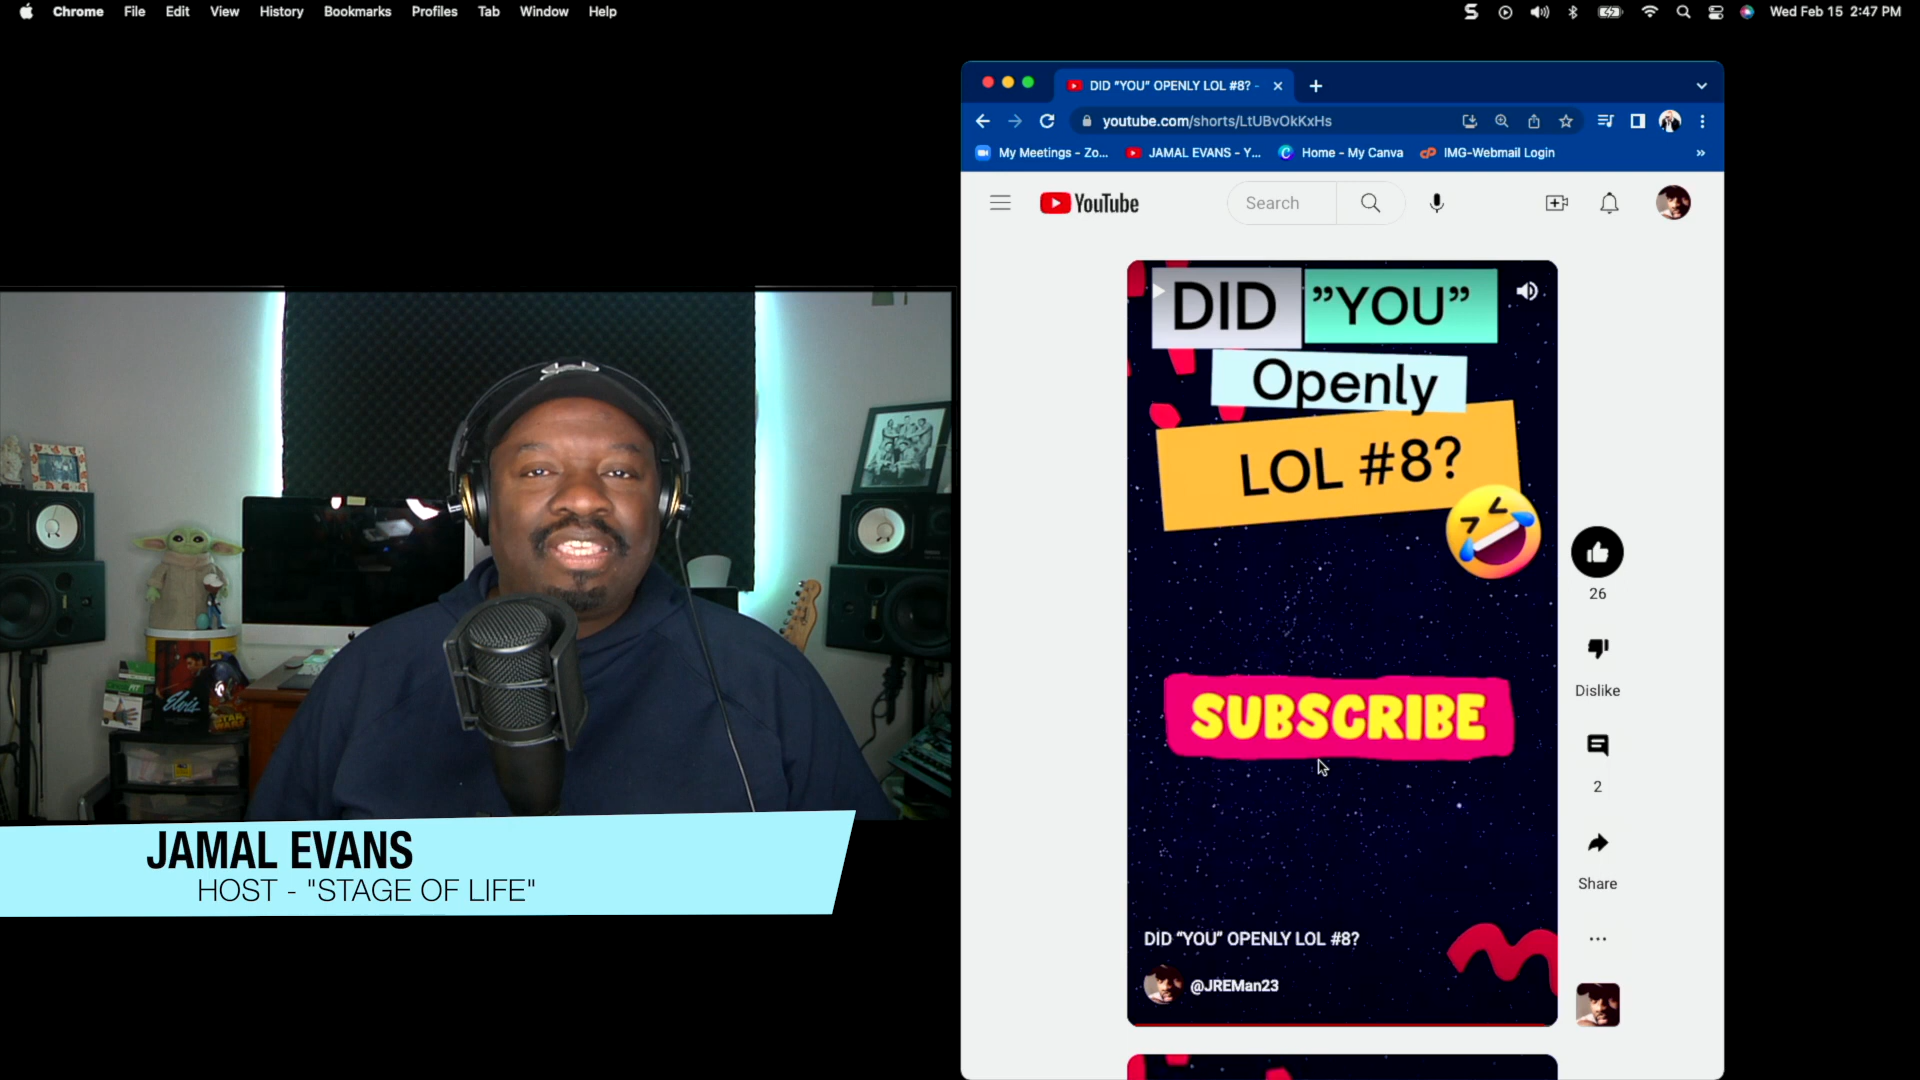 Chrome File Edit View History Bookmarks Profiles Tab Window Help
Wed Feb 15 2:47 PM
DID "YOU" OPENLY LOL #8? -
youtube.com/shorts/LtUBvOkKxHs
My Meetings - Zo... JAMAL EVANS - Y... Home - My Canva IMG-Webmail Login
YouTube
Search
DID "YOU"
Openly
LOL #8?
SUBSCRIBE
26
Dislike
2
Share
DID “YOU” OPENLY LOL #8?
@JREMan23
Elvis
STAR WARS
JAMAL EVANS
HOST - "STAGE OF LIFE"